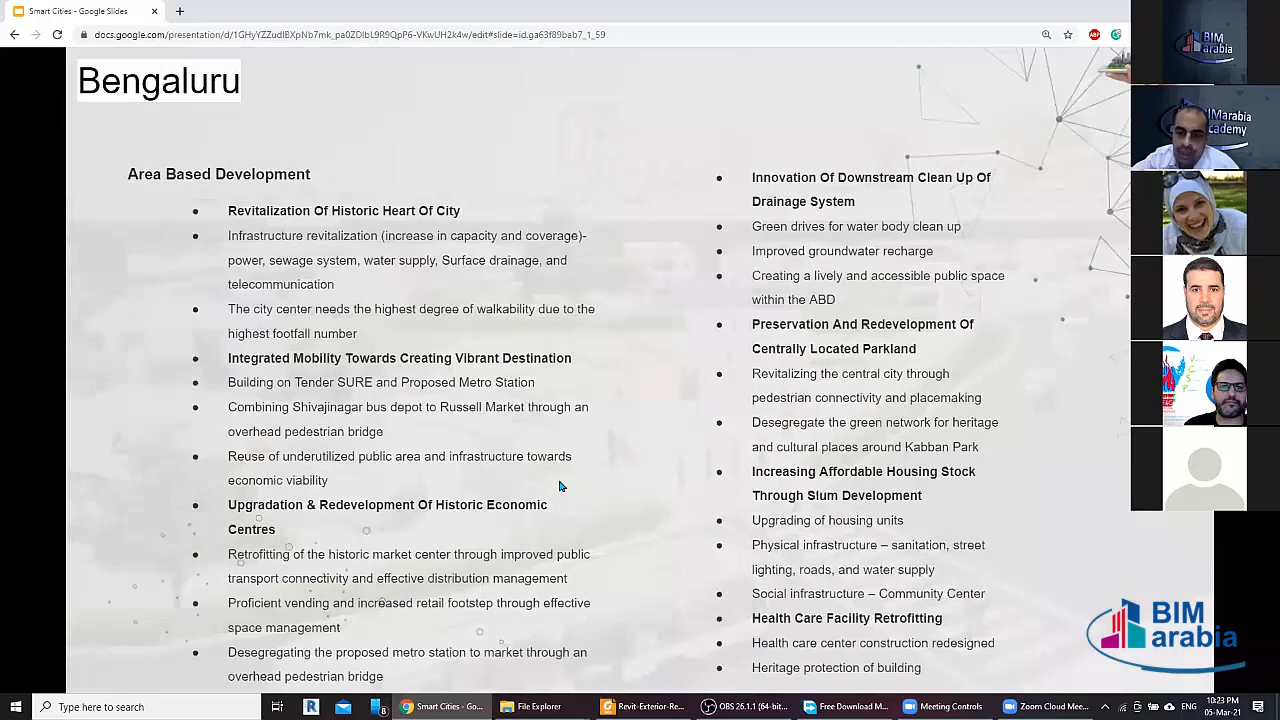 Smart Cities - Google Slides
docs.google.com/presentation/d/1GHyYZZudIBXpNb7mk_pa0ZDlbL9R9QpP6-VKwUH2k4w/edit#slide=id.ga63f89bab7_1_59
ABP
Bengaluru
Area Based Development
Revitalization Of Historic Heart Of City
Infrastructure revitalization (increase in capacity and coverage)-
power, sewage system, water supply, Surface drainage, and
telecommunication
The city center needs the highest degree of walkability due to the
highest footfall number
Integrated Mobility Towards Creating Vibrant Destination
Building on Tender SURE and Proposed Metro Station
Combining Shivajinagar bus depot to Russell Market through an
overhead pedestrian bridge
Reuse of underutilized public area and infrastructure towards
economic viability
Upgradation & Redevelopment Of Historic Economic
Centres
Retrofitting of the historic market center through improved public
transport connectivity and effective distribution management
Proficient vending and increased retail footstep through effective
space management
Desegregating the proposed metro station to market through an
overhead pedestrian bridge
Innovation Of Downstream Clean Up Of
Drainage System
Green drives for water body clean up
Improved groundwater recharge
Creating a lively and accessible public space
within the ABD
Preservation And Redevelopment Of
Centrally Located Parkland
Revitalizing the central city through
pedestrian connectivity and placemaking
Desegregate the green network for heritage
and cultural places around Kabban Park
Increasing Affordable Housing Stock
Through Slum Development
Upgrading of housing units
Physical infrastructure – sanitation, street
lighting, roads, and water supply
Social infrastructure – Community Center
Health Care Facility Retrofitting
Health care center construction redesigned
Heritage protection of building
BIM
arabia
BIMarabia
cademy
BIM
arabia
Type here to search
Smart Cities - Go...
File Explorer
Revit-Exterior-Re...
OBS 26.1.1 (64-bit...
Free Download M...
Meeting Controls
Zoom Cloud Mee...
10:23 PM
05-Mar-21